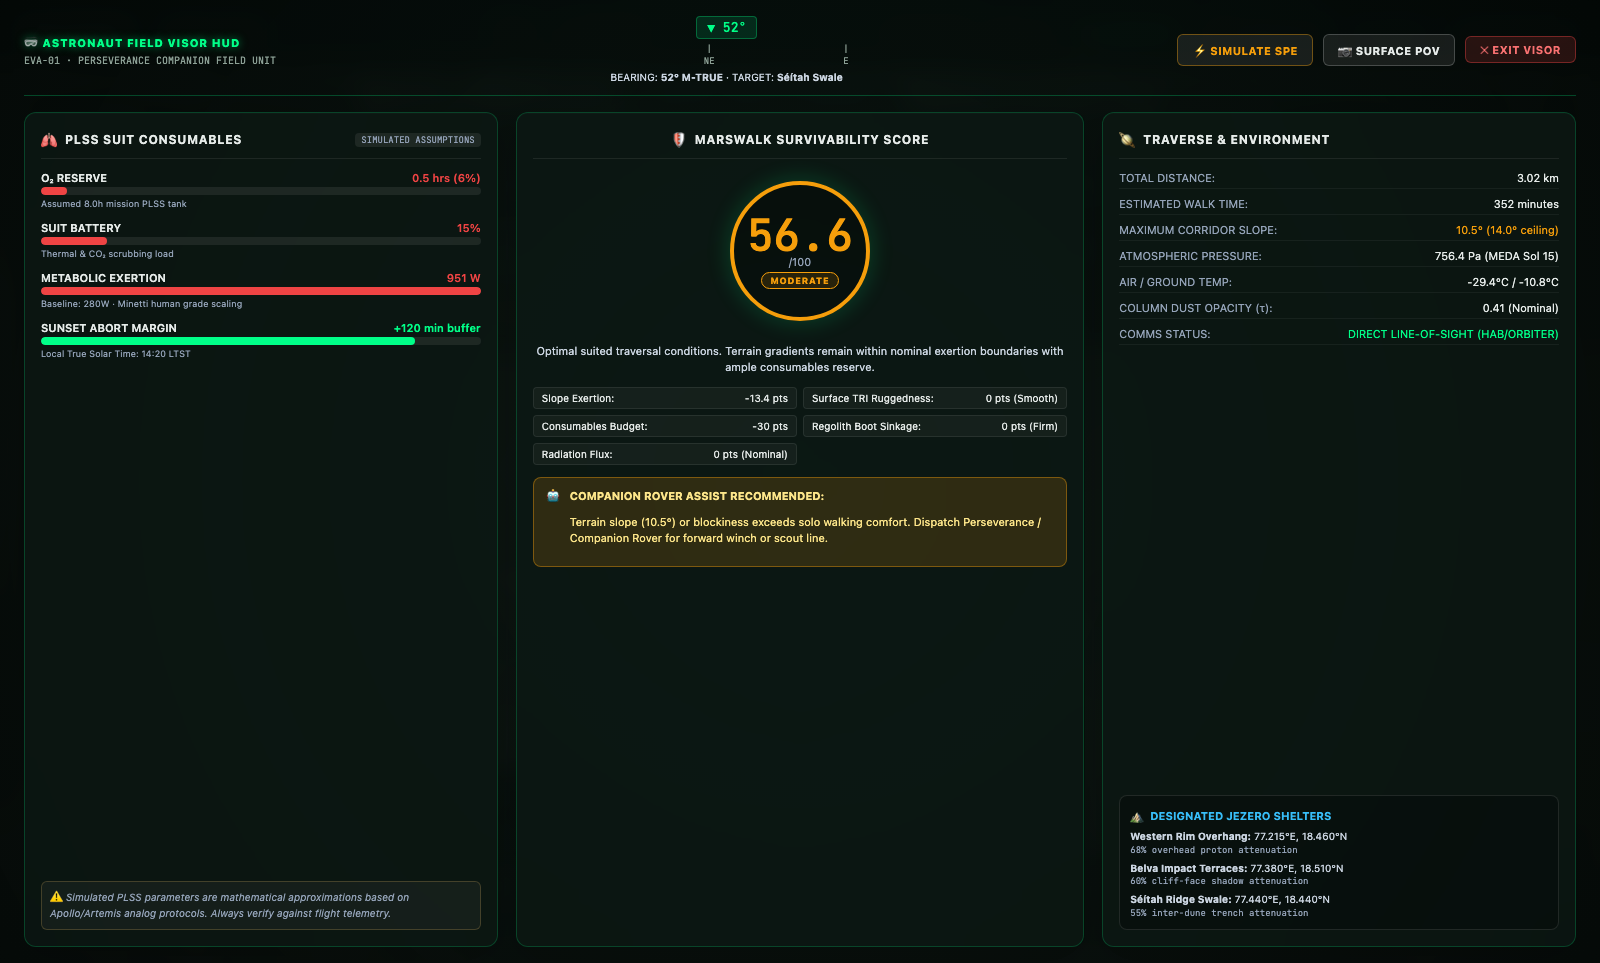 ASTRONAUT FIELD VISOR HUD
EVA-01 · PERSEVERANCE COMPANION FIELD UNIT
▼ 52°
NE E
BEARING: 52° M-TRUE · TARGET: Séítah Swale
⚡ SIMULATE SPE
SURFACE POV
✕ EXIT VISOR
PLSS SUIT CONSUMABLES
SIMULATED ASSUMPTIONS
O₂ RESERVE 0.5 hrs (6%)
Assumed 8.0h mission PLSS tank
SUIT BATTERY 15%
Thermal & CO₂ scrubbing load
METABOLIC EXERTION 951 W
Baseline: 280W · Minetti human grade scaling
SUNSET ABORT MARGIN +120 min buffer
Local True Solar Time: 14:20 LTST
⚠️ Simulated PLSS parameters are mathematical approximations based on
Apollo/Artemis analog protocols. Always verify against flight telemetry.
MARSWALK SURVIVABILITY SCORE
56.6
/100
MODERATE
Optimal suited traversal conditions. Terrain gradients remain within nominal exertion boundaries with
ample consumables reserve.
Slope Exertion: -13.4 pts
Surface TRI Ruggedness: 0 pts (Smooth)
Consumables Budget: -30 pts
Regolith Boot Sinkage: 0 pts (Firm)
Radiation Flux: 0 pts (Nominal)
COMPANION ROVER ASSIST RECOMMENDED:
Terrain slope (10.5°) or blockiness exceeds solo walking comfort. Dispatch Perseverance /
Companion Rover for forward winch or scout line.
TRAVERSE & ENVIRONMENT
TOTAL DISTANCE: 3.02 km
ESTIMATED WALK TIME: 352 minutes
MAXIMUM CORRIDOR SLOPE: 10.5° (14.0° ceiling)
ATMOSPHERIC PRESSURE: 756.4 Pa (MEDA Sol 15)
AIR / GROUND TEMP: -29.4°C / -10.8°C
COLUMN DUST OPACITY (τ): 0.41 (Nominal)
COMMS STATUS: DIRECT LINE-OF-SIGHT (HAB/ORBITER)
DESIGNATED JEZERO SHELTERS
Western Rim Overhang: 77.215°E, 18.460°N
68% overhead proton attenuation
Belva Impact Terraces: 77.380°E, 18.510°N
60% cliff-face shadow attenuation
Séítah Ridge Swale: 77.440°E, 18.440°N
55% inter-dune trench attenuation